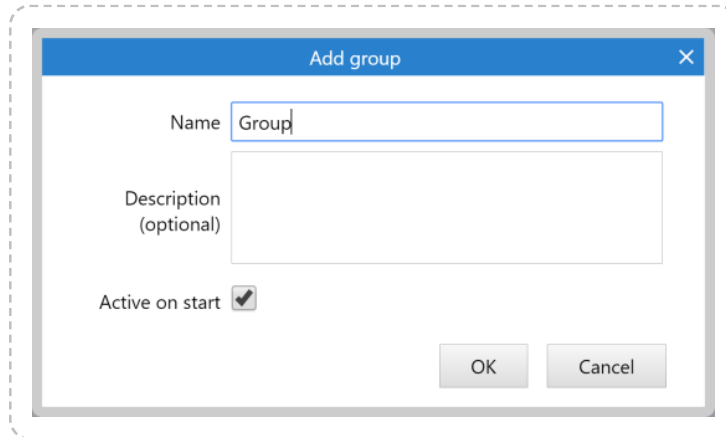 Add group
Name Group
Description
(optional)
Active on start
OK Cancel